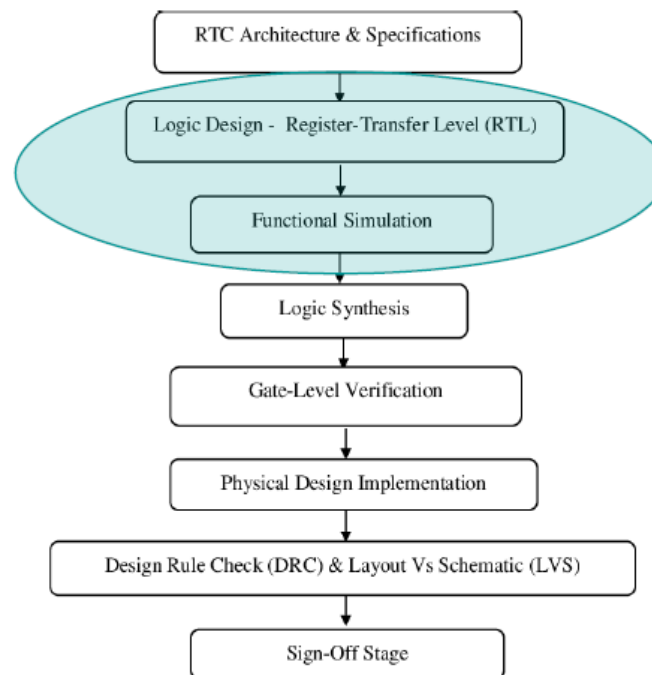 RTC Architecture & Specifications
Logic Design - Register-Transfer Level (RTL)
Functional Simulation
Logic Synthesis
Gate-Level Verification
Physical Design Implementation
Design Rule Check (DRC) & Layout Vs Schematic (LVS)
Sign-Off Stage